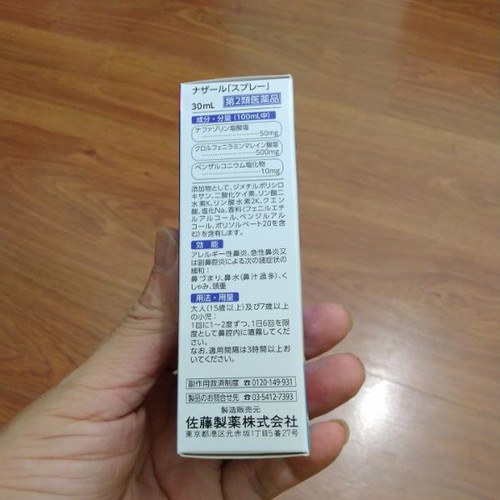 ナザール「スプレー」
30mL 第2類医薬品
成分・分量(100mL中)
ナファゾリン塩酸塩
50mg
クロルフェニラミンマレイン酸塩
500mg
ベンザルコニウム塩化物
10mg
添加物として、ジメチルポリシロ
キサン、二酸化ケイ素、リン酸二
水素K、リン酸水素2K、クエン
酸、塩化Na、香料(フェニルエチ
ルアルコール、ベンジルアル
コール、ポリソルベート20を含
む)を含有します。
効能
アレルギー性鼻炎、急性鼻炎又
は副鼻腔炎による次の諸症状の
緩和:
鼻づまり、鼻水(鼻汁過多)、く
しゃみ、頭重
用法・用量
大人(15歳以上)及び7歳以上
の小児:
1回に1~2度ずつ、1日6回を限
度として鼻腔内に噴霧してくだ
さい。
なお、適用間隔は3時間以上お
いてください。
副作用救済制度 ☎0120-149-931
製品のお問合せ先 ☎03-5412-7393
製造販売元
佐藤製薬株式会社
東京都港区元赤坂1丁目5番27号